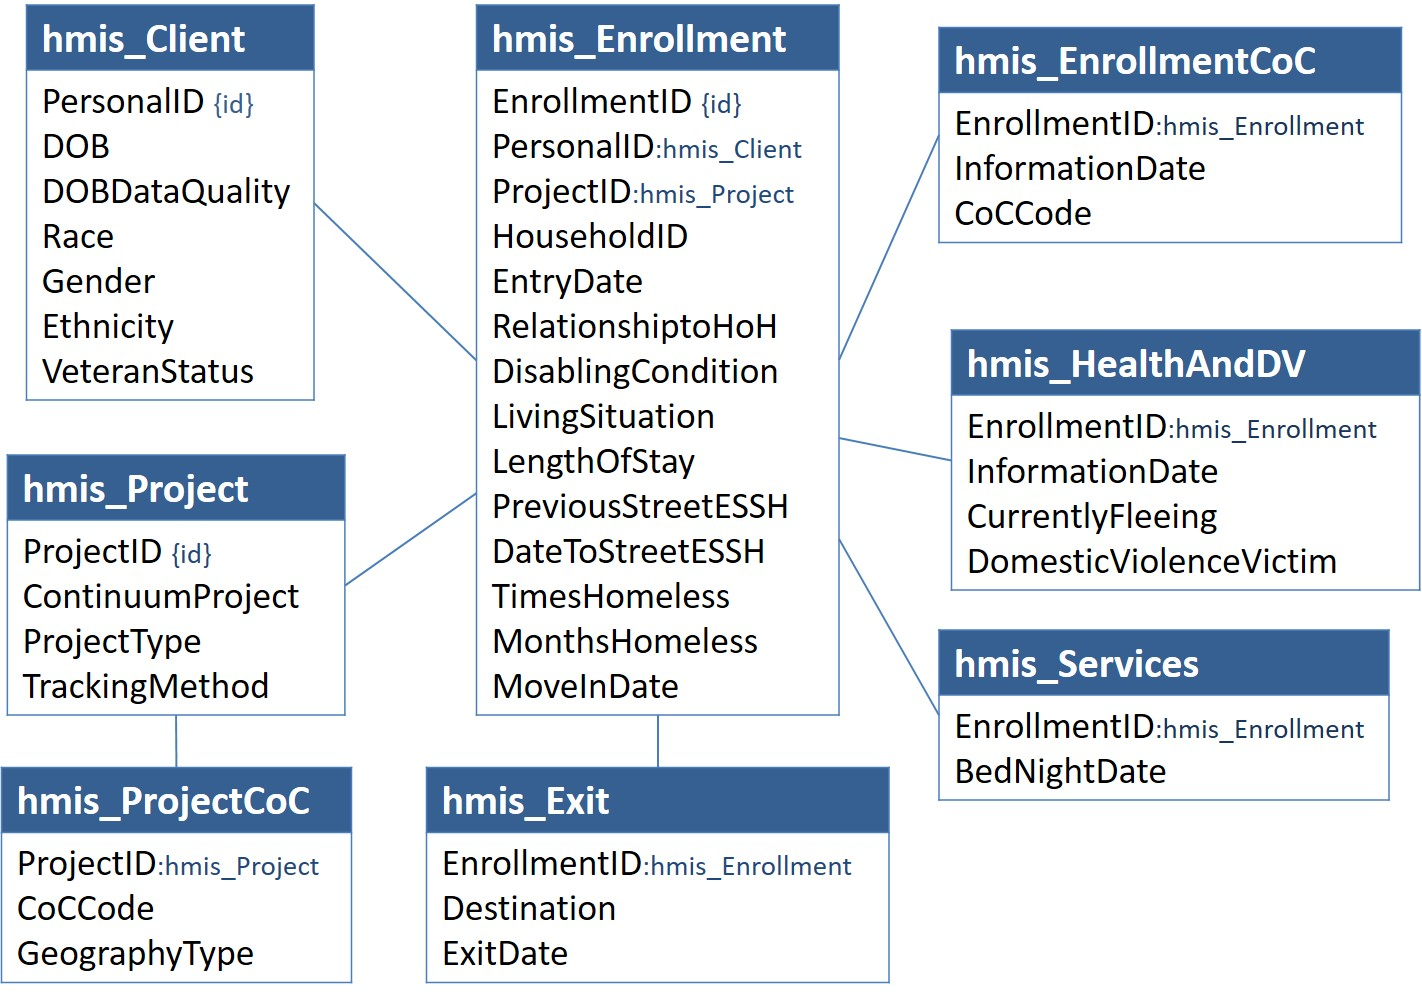 hmis_Client
PersonalID {id}
DOB
DOBDataQuality
Race
Gender
Ethnicity
VeteranStatus
hmis_Project
ProjectID {id}
ContinuumProject
ProjectType
TrackingMethod
hmis_ProjectCoC
ProjectID:hmis_Project
CoCCode
GeographyType
hmis_Enrollment
EnrollmentID {id}
PersonalID:hmis_Client
ProjectID:hmis_Project
HouseholdID
EntryDate
RelationshiptoHoH
DisablingCondition
LivingSituation
LengthOfStay
PreviousStreetESSH
DateToStreetESSH
TimesHomeless
MonthsHomeless
MoveInDate
hmis_Exit
EnrollmentID:hmis_Enrollment
Destination
ExitDate
hmis_EnrollmentCoC
EnrollmentID:hmis_Enrollment
InformationDate
CoCCode
hmis_HealthAndDV
EnrollmentID:hmis_Enrollment
InformationDate
CurrentlyFleeing
DomesticViolenceVictim
hmis_Services
EnrollmentID:hmis_Enrollment
BedNightDate